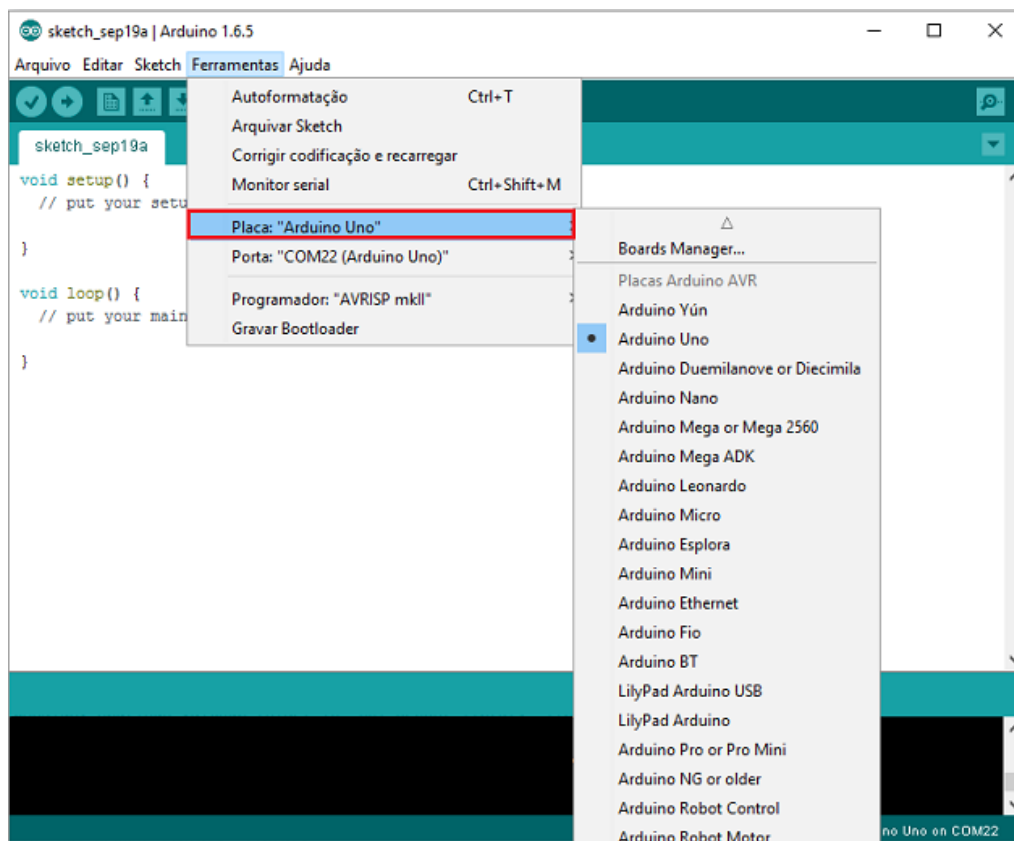 sketch_sep19a | Arduino 1.6.5
Arquivo Editar Sketch Ferramentas Ajuda
Autoformatação Ctrl+T
Arquivar Sketch
Corrigir codificação e recarregar
Monitor serial Ctrl+Shift+M
Placa: "Arduino Uno"
Porta: "COM22 (Arduino Uno)"
Programador: "AVRISP mkII"
Gravar Bootloader
sketch_sep19a
void setup() {
// put your setu
}
void loop() {
// put your main
}
Boards Manager...
Placas Arduino AVR
Arduino Yún
Arduino Uno
Arduino Duemilanove or Diecimila
Arduino Nano
Arduino Mega or Mega 2560
Arduino Mega ADK
Arduino Leonardo
Arduino Micro
Arduino Esplora
Arduino Mini
Arduino Ethernet
Arduino Fio
Arduino BT
LilyPad Arduino USB
LilyPad Arduino
Arduino Pro or Pro Mini
Arduino NG or older
Arduino Robot Control
Arduino Robot Motor
no Uno on COM22